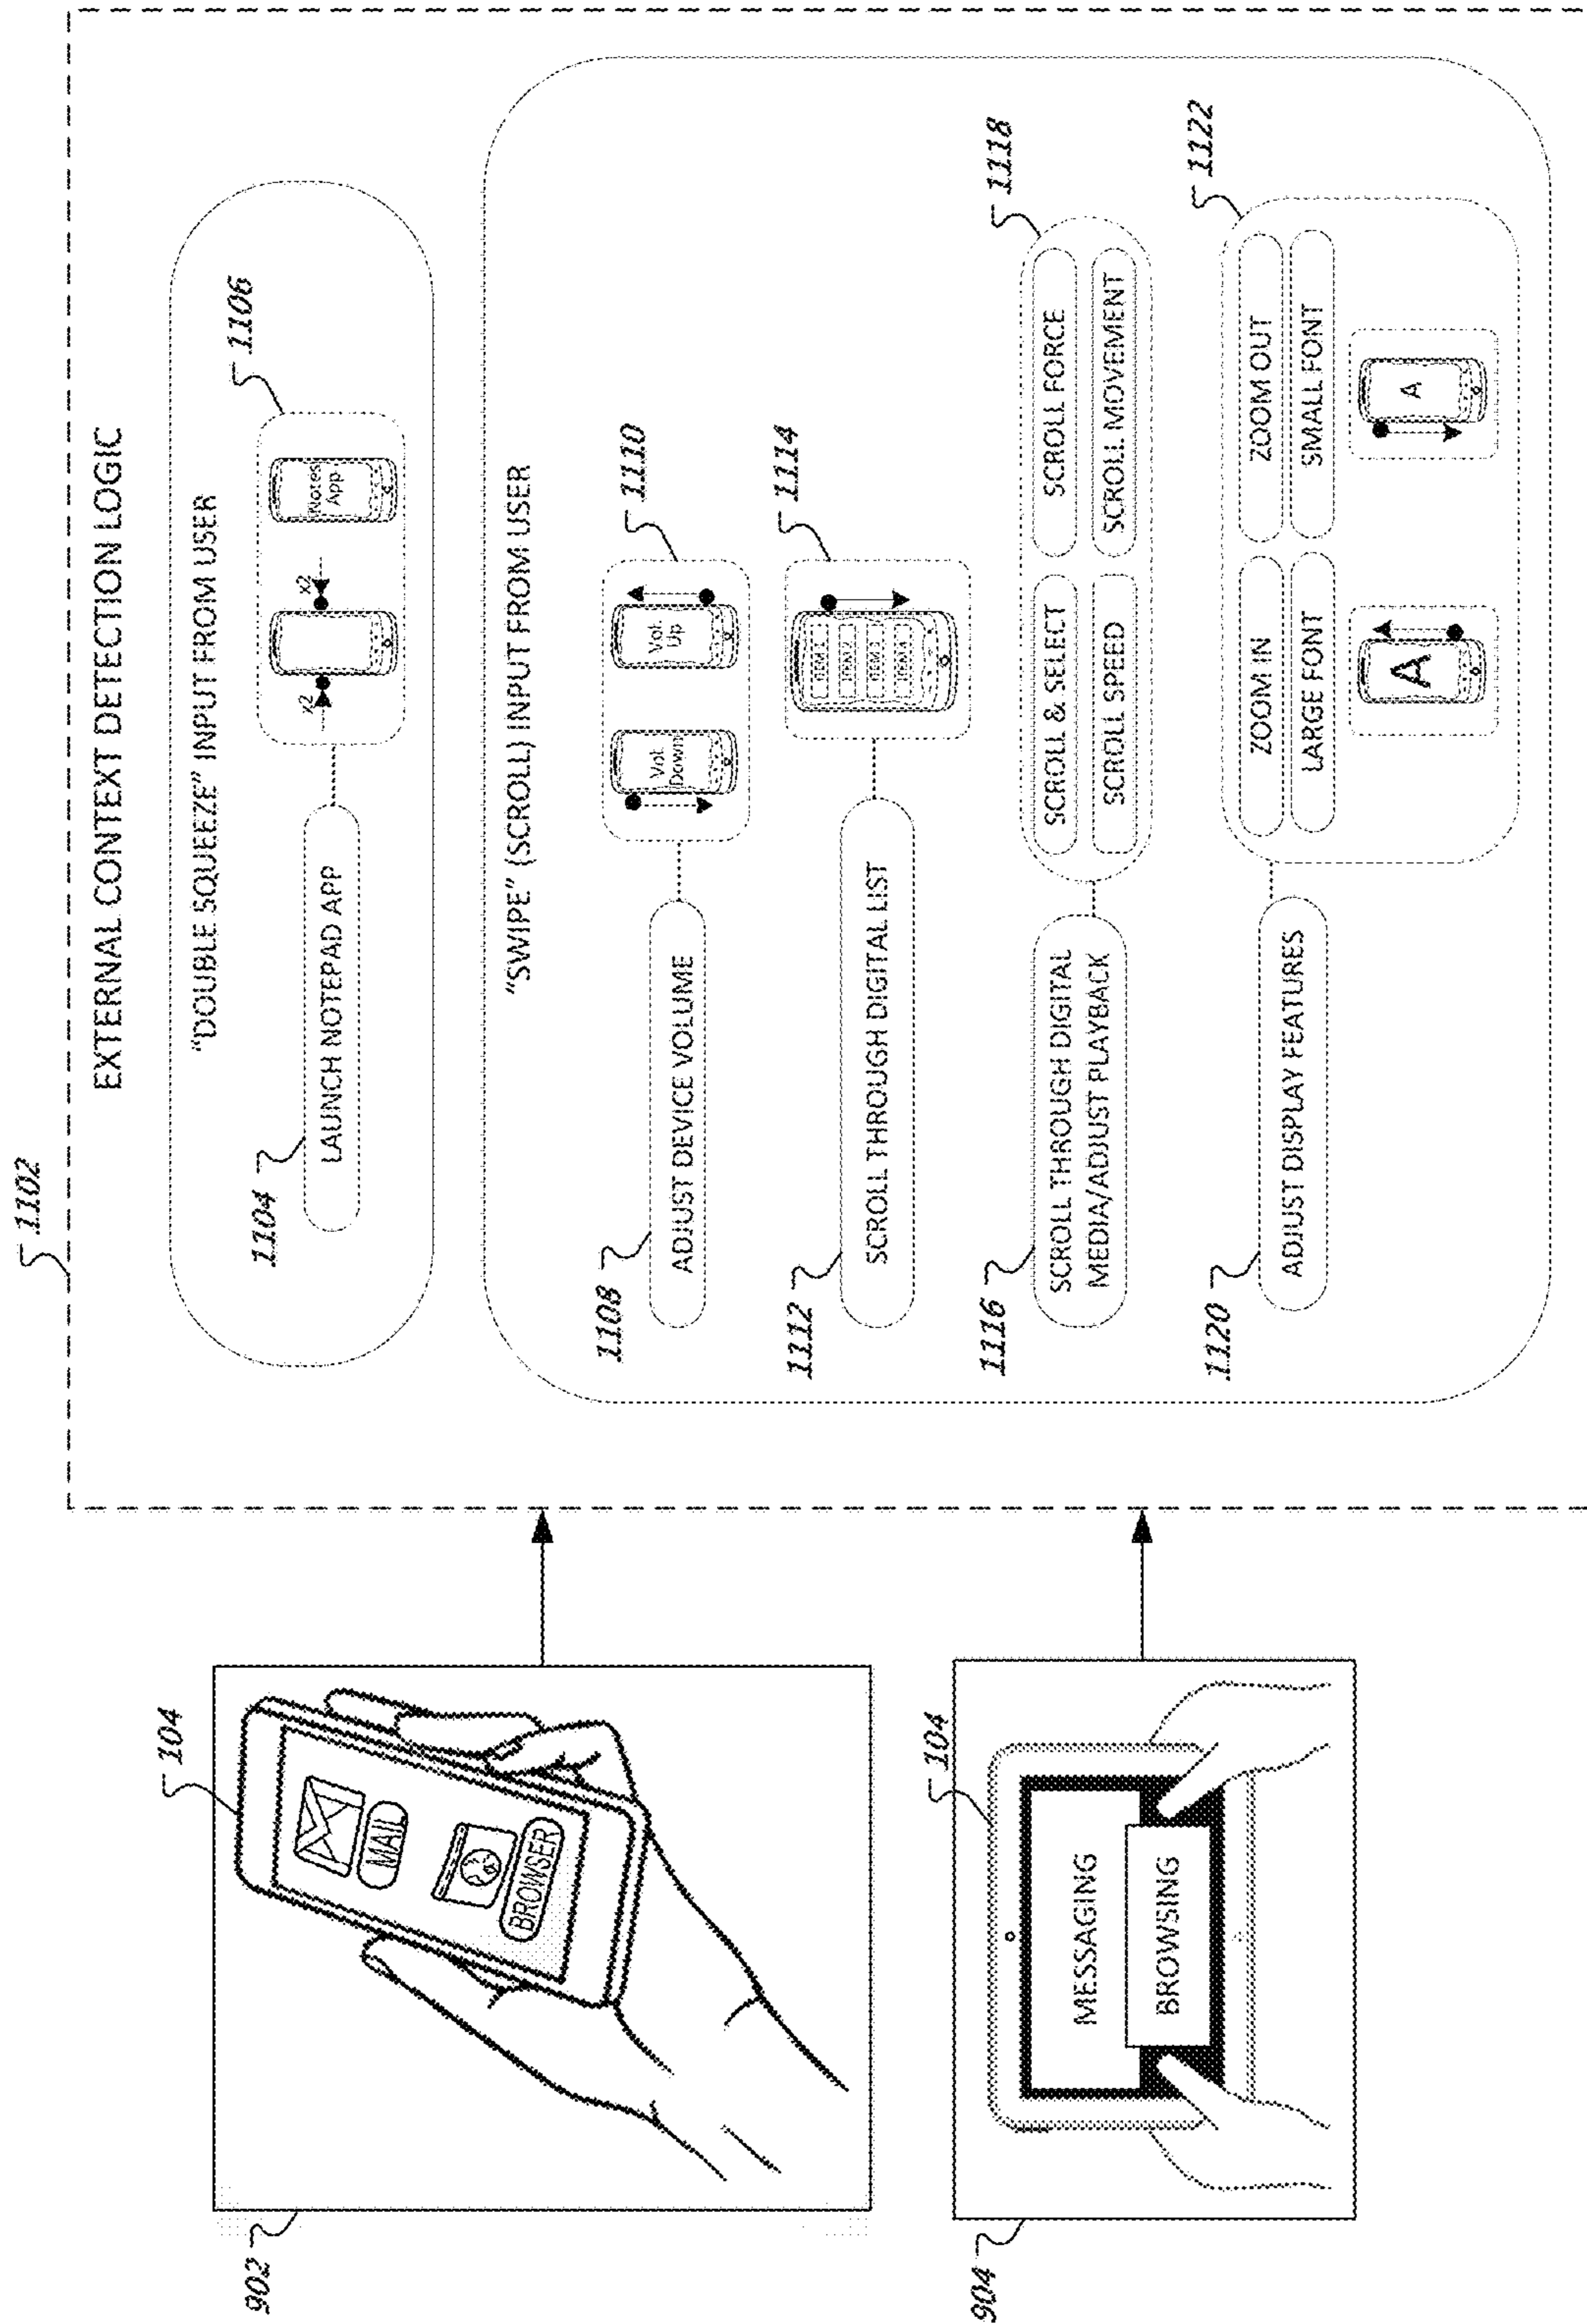 902
104
MAIL
BROWSER
904
104
MESSAGING
BROWSING
1102
EXTERNAL CONTEXT DETECTION LOGIC
"DOUBLE SQUEEZE" INPUT FROM USER
1104
LAUNCH NOTEPAD APP
1106
x2
x2
Notes
App
"SWIPE" (SCROLL) INPUT FROM USER
1108
ADJUST DEVICE VOLUME
1110
Vol.
Down
Vol.
Up
1112
SCROLL THROUGH DIGITAL LIST
1114
1116
SCROLL THROUGH DIGITAL
MEDIA/ADJUST PLAYBACK
1118
SCROLL & SELECT
SCROLL FORCE
SCROLL SPEED
SCROLL MOVEMENT
1120
ADJUST DISPLAY FEATURES
1122
ZOOM IN
ZOOM OUT
LARGE FONT
SMALL FONT
A
A